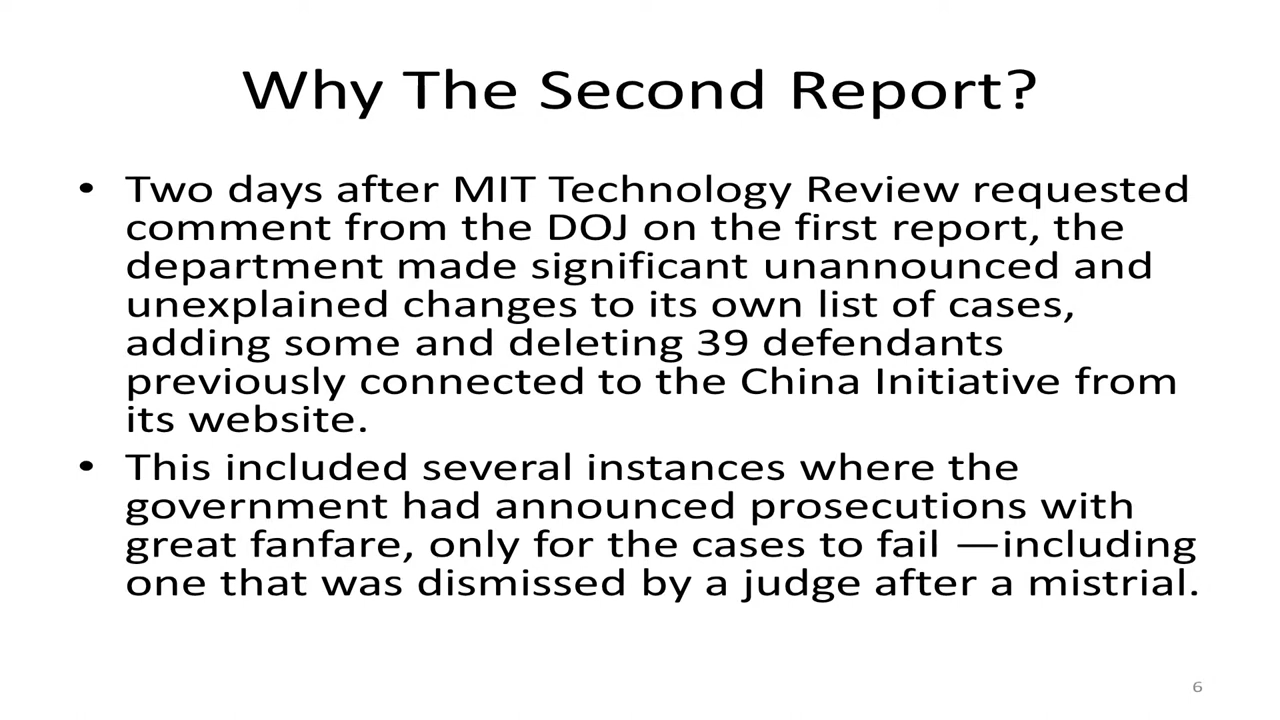 Why The Second Report?
• Two days after MIT Technology Review requested
comment from the DOJ on the first report, the
department made significant unannounced and
unexplained changes to its own list of cases,
adding some and deleting 39 defendants
previously connected to the China Initiative from
its website.
• This included several instances where the
government had announced prosecutions with
great fanfare, only for the cases to fail —including
one that was dismissed by a judge after a mistrial.
6